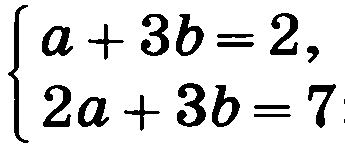 a + 3b = 2,
2a + 3b = 7: